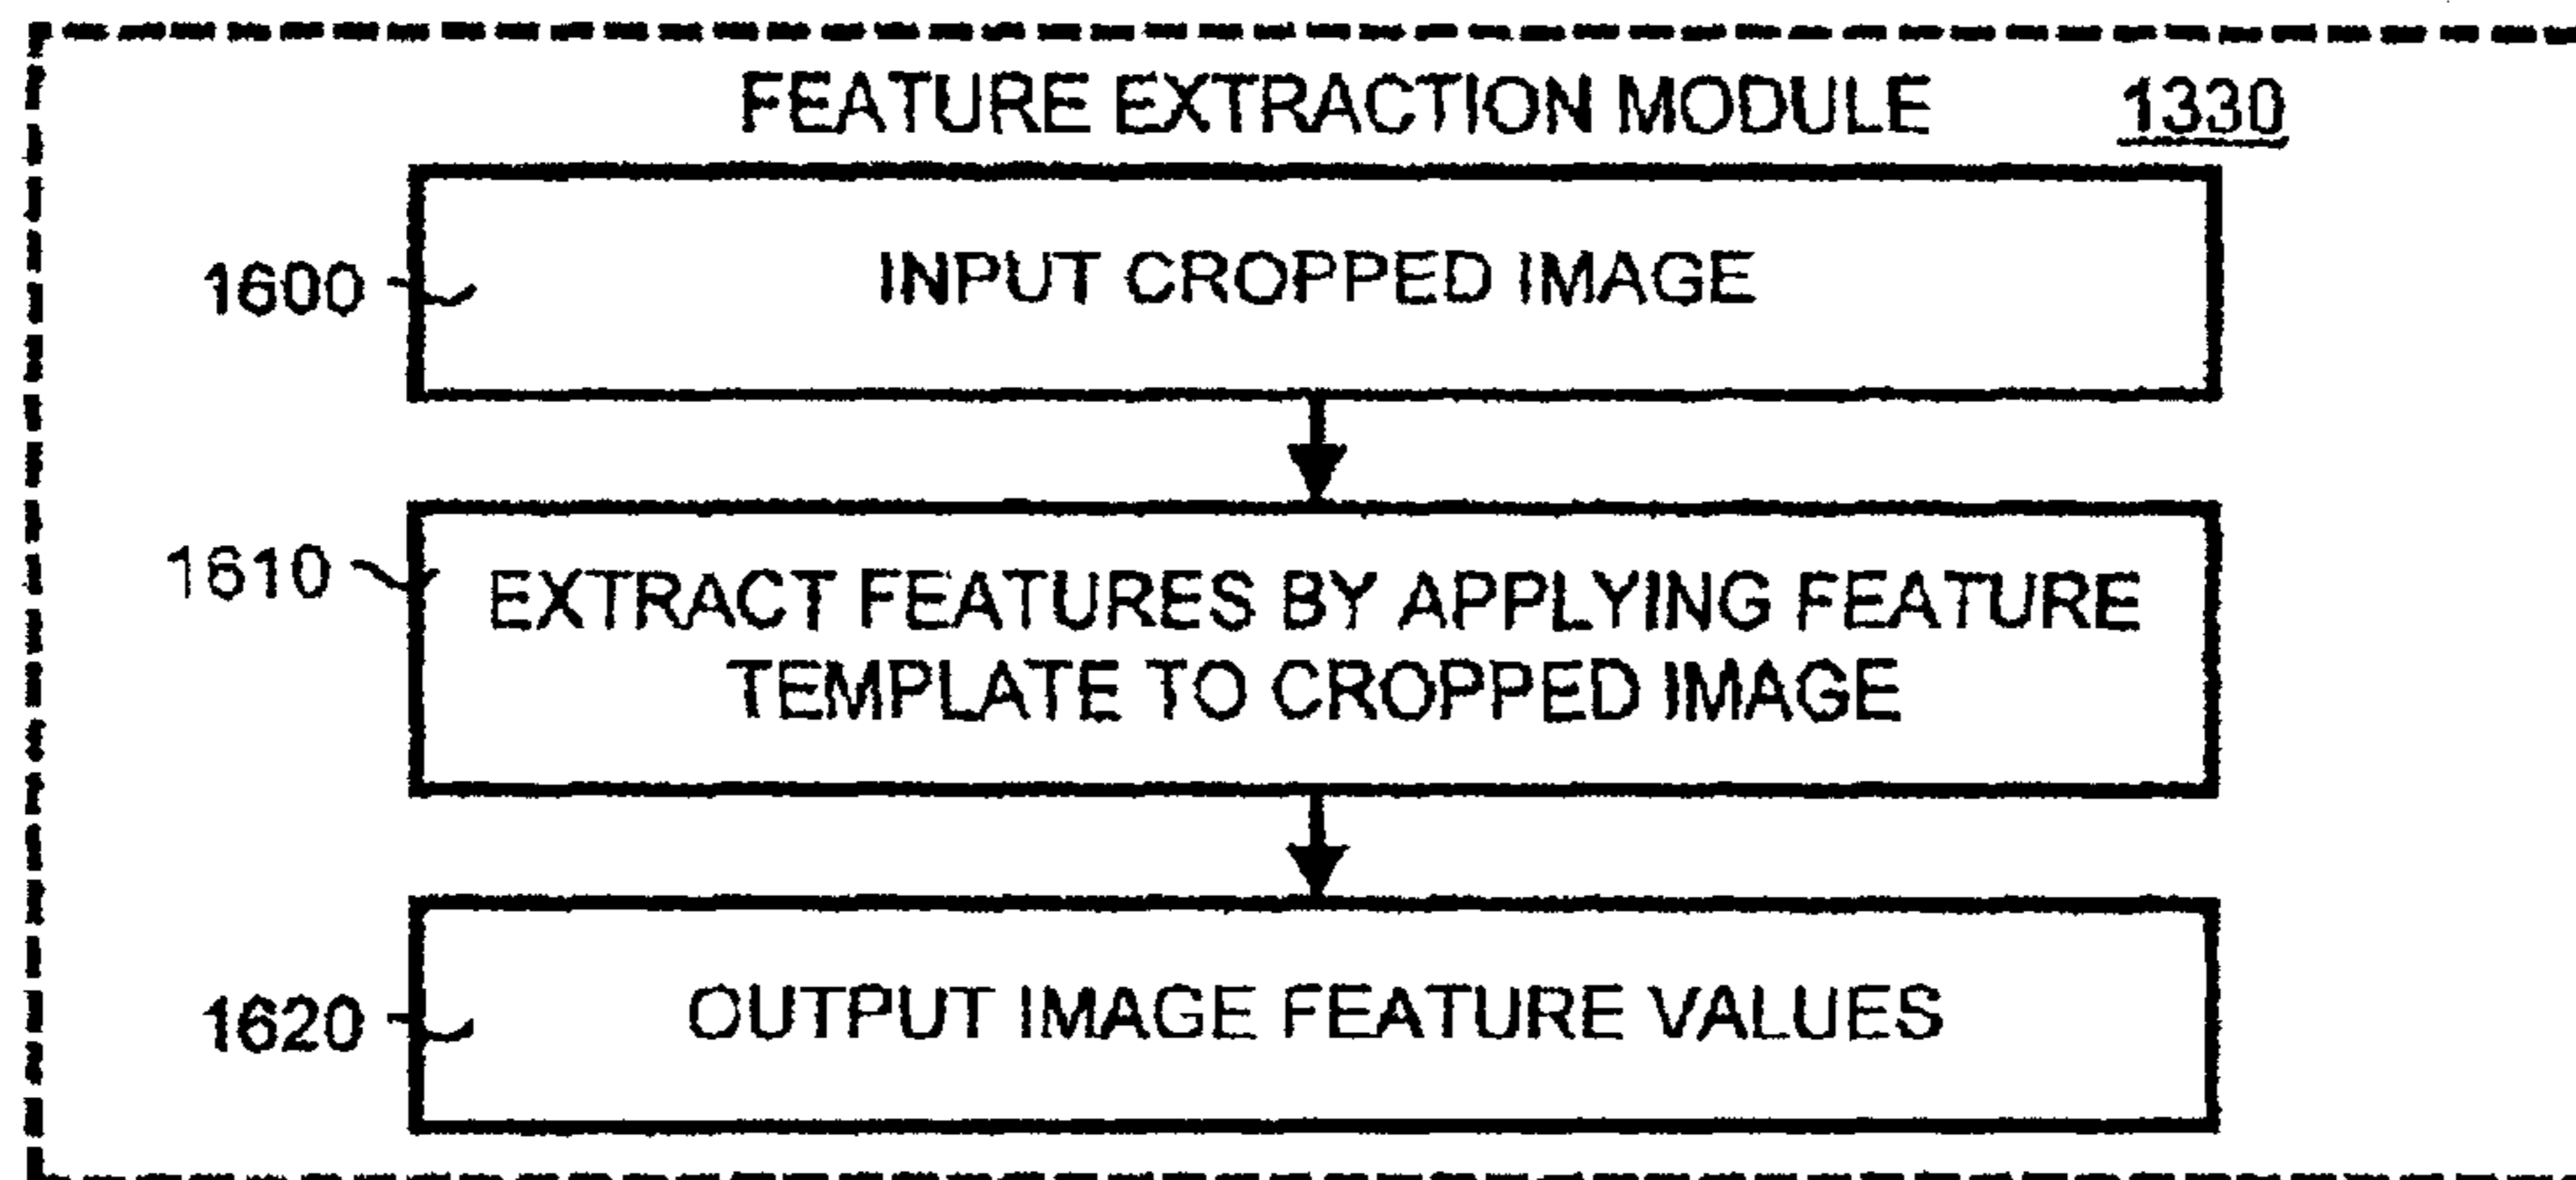 FEATURE EXTRACTION MODULE 1330
1600 INPUT CROPPED IMAGE
1610 EXTRACT FEATURES BY APPLYING FEATURE
TEMPLATE TO CROPPED IMAGE
1620 OUTPUT IMAGE FEATURE VALUES